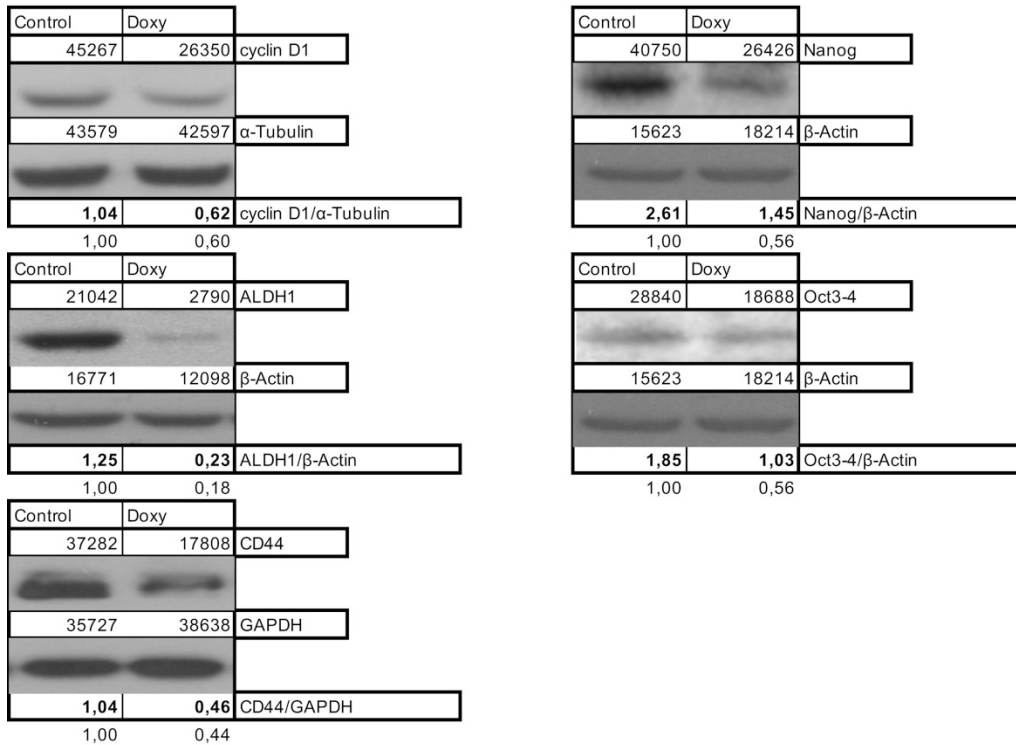 Control Doxy
45267 26350 cyclin D1
43579 42597 α-Tubulin
1,04 0,62 cyclin D1/α-Tubulin
1,00 0,60
Control Doxy
21042 2790 ALDH1
16771 12098 β-Actin
1,25 0,23 ALDH1/β-Actin
1,00 0,18
Control Doxy
37282 17808 CD44
35727 38638 GAPDH
1,04 0,46 CD44/GAPDH
1,00 0,44
Control Doxy
40750 26426 Nanog
15623 18214 β-Actin
2,61 1,45 Nanog/β-Actin
1,00 0,56
Control Doxy
28840 18688 Oct3-4
15623 18214 β-Actin
1,85 1,03 Oct3-4/β-Actin
1,00 0,56